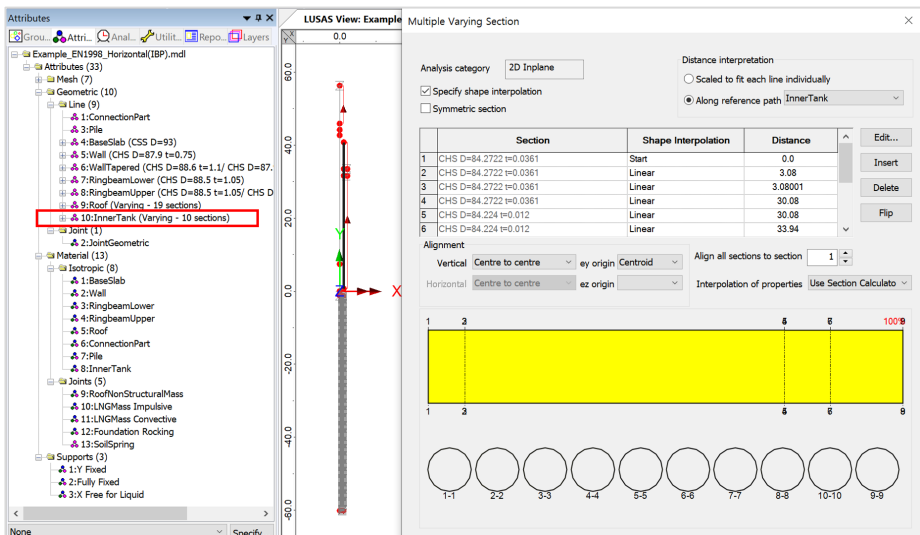 Attributes
Grou... Attri... Anal... Utilit... Repo... Layers
Example_EN1998_Horizontal(IBP).mdl
Attributes (33)
Mesh (7)
Geometric (10)
Line (9)
1:ConnectionPart
3:Pile
4:BaseSlab (CSS D=93)
5:Wall (CHS D=87.9 t=0.75)
6:WallTapered (CHS D=88.6 t=1.1/ CHS D=87.
7:RingbeamLower (CHS D=88.5 t=1.05)
8:RingbeamUpper (CHS D=88.5 t=1.05/ CHS D
9:Roof (Varying - 19 sections)
10:InnerTank (Varying - 10 sections)
Joint (1)
2:JointGeometric
Material (13)
Isotropic (8)
1:BaseSlab
2:Wall
3:RingbeamLower
4:RingbeamUpper
5:Roof
6:ConnectionPart
7:Pile
8:InnerTank
Joints (5)
9:RoofNonStructuralMass
10:LNGMass Impulsive
11:LNGMass Convective
12:Foundation Rocking
13:SoilSpring
Supports (3)
1:Y Fixed
2:Fully Fixed
3:X Free for Liquid
None
Specify
LUSAS View: Example
0.0
60.0
40.0
20.0
0.0
-20.0
-40.0
-60.0
Y
X
Multiple Varying Section
Analysis category 2D Inplane
Specify shape interpolation
Symmetric section
Distance interpretation
Scaled to fit each line individually
Along reference path InnerTank
Section Shape Interpolation Distance
1 CHS D=84.2722 t=0.0361 Start 0.0
2 CHS D=84.2722 t=0.0361 Linear 3.08
3 CHS D=84.2722 t=0.0361 Linear 3.08001
4 CHS D=84.2722 t=0.0361 Linear 30.08
5 CHS D=84.224 t=0.012 Linear 30.08
6 CHS D=84.224 t=0.012 Linear 33.94
Edit...
Insert
Delete
Flip
Alignment
Vertical Centre to centre ey origin Centroid
Horizontal Centre to centre ez origin
Align all sections to section 1
Interpolation of properties Use Section Calculato
100%
1-1 2-2 3-3 4-4 5-5 6-6 7-7 8-8 10-10 9-9